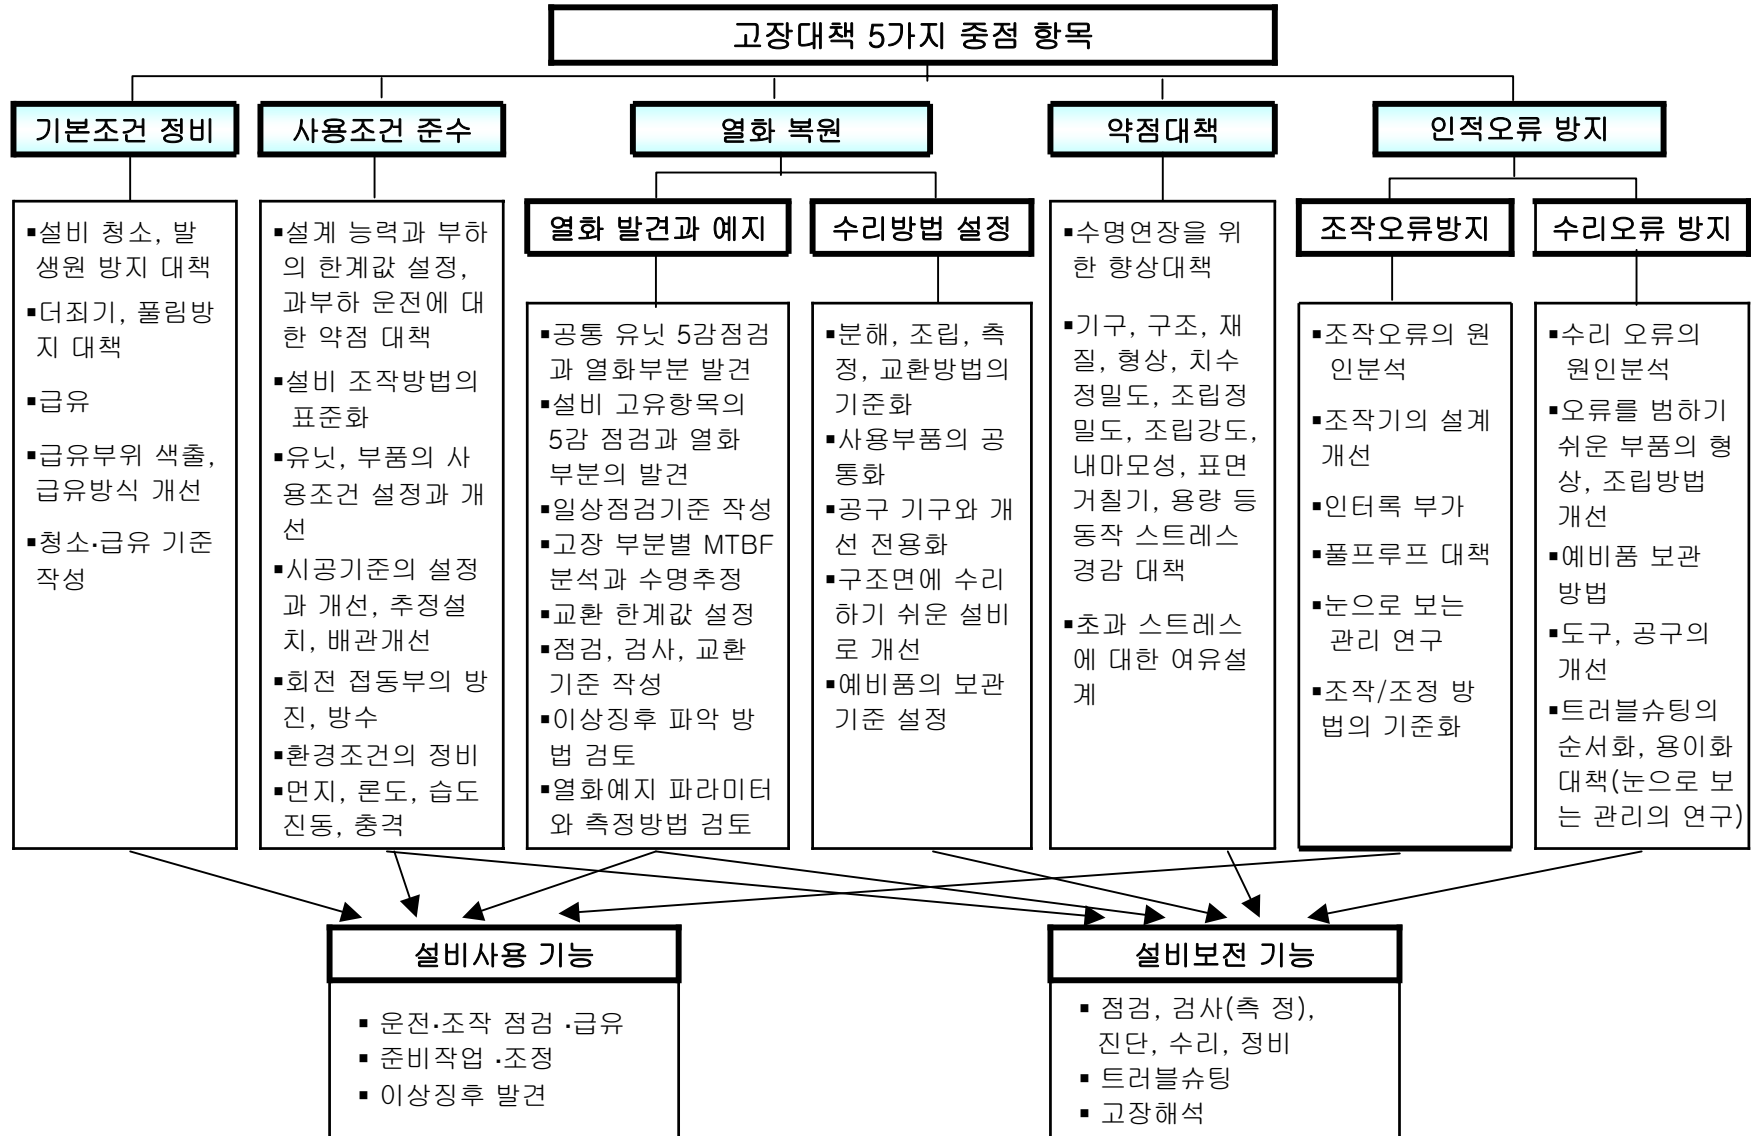 고장대책 5가지 중점 항목
기본조건 정비
사용조건 준수
열화 복원
약점대책
인적오류 방지
▪설비 청소, 발
생원 방지 대책
▪더죄기, 풀림방
지 대책
▪급유
▪급유부위 색출,
급유방식 개선
▪청소·급유 기준
작성
▪설계 능력과 부하
의 한계값 설정,
과부하 운전에 대
한 약점 대책
▪설비 조작방법의
표준화
▪유닛, 부품의 사
용조건 설정과 개
선
▪시공기준의 설정
과 개선, 추정설
치, 배관개선
▪회전 접동부의 방
진, 방수
▪환경조건의 정비
▪먼지, 론도, 습도
진동, 충격
열화 발견과 예지
▪공통 유닛 5감점검
과 열화부분 발견
▪설비 고유항목의
5감 점검과 열화
부분의 발견
▪일상점검기준 작성
▪고장 부분별 MTBF
분석과 수명추정
▪교환 한계값 설정
▪점검, 검사, 교환
기준 작성
▪이상징후 파악 방
법 검토
▪열화예지 파라미터
와 측정방법 검토
수리방법 설정
▪분해, 조립, 측
정, 교환방법의
기준화
▪사용부품의 공
통화
▪공구 기구와 개
선 전용화
▪구조면에 수리
하기 쉬운 설비
로 개선
▪예비품의 보관
기준 설정
▪수명연장을 위
한 향상대책
▪기구, 구조, 재
질, 형상, 치수
정밀도, 조립정
밀도, 조립강도,
내마모성, 표면
거칠기, 용량 등
동작 스트레스
경감 대책
▪초과 스트레스
에 대한 여유설
계
조작오류방지
▪조작오류의 원
인분석
▪조작기의 설계
개선
▪인터록 부가
▪풀프루프 대책
▪눈으로 보는
관리 연구
▪조작/조정 방
법의 기준화
수리오류 방지
▪수리 오류의
원인분석
▪오류를 범하기
쉬운 부품의 형
상, 조립방법
개선
▪예비품 보관
방법
▪도구, 공구의
개선
▪트러블슈팅의
순서화, 용이화
대책(눈으로 보
는 관리의 연구)
설비사용 기능
▪ 운전·조작 점검 ·급유
▪ 준비작업 ·조정
▪ 이상징후 발견
설비보전 기능
▪ 점검, 검사(측 정),
진단, 수리, 정비
▪ 트러블슈팅
▪ 고장해석